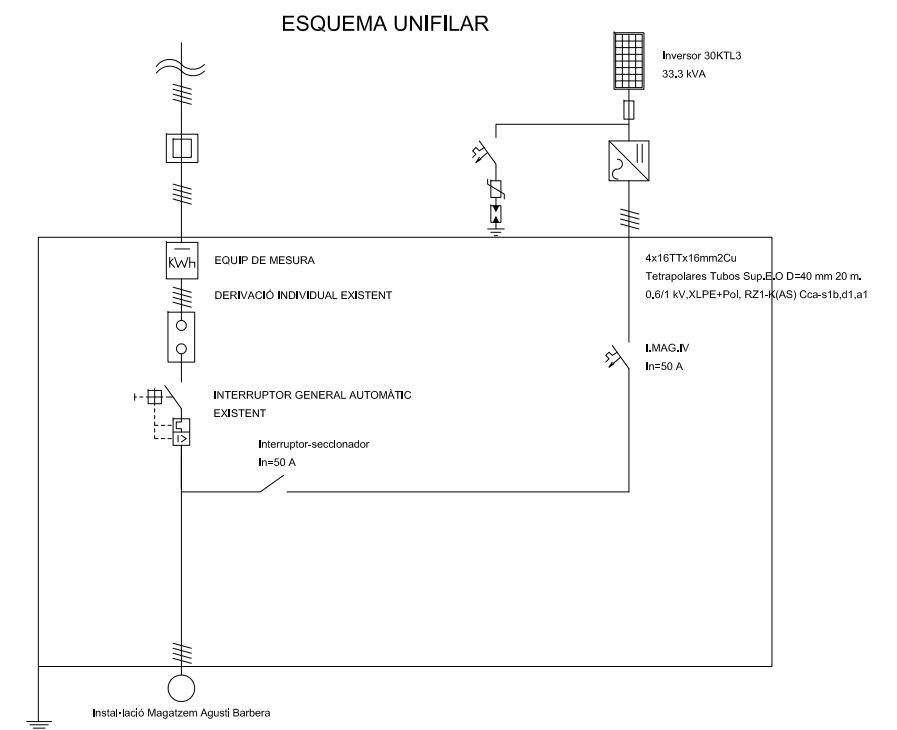 ESQUEMA UNIFILAR
Inversor 30KTL3
33.3 kVA
KWh
EQUIP DE MESURA
DERIVACIÓ INDIVIDUAL EXISTENT
4x16TTx16mm2Cu
Tetrapolares Tubos Sup.E.O D=40 mm 20 m.
0.6/1 kV,XLPE+Pol, RZ1-K(AS) Cca-s1b,d1,a1
I.MAG.IV
In=50 A
INTERRUPTOR GENERAL AUTOMÀTIC
EXISTENT
I>
Interruptor-seccionador
In=50 A
Instal·lació Magatzem Agusti Barbera